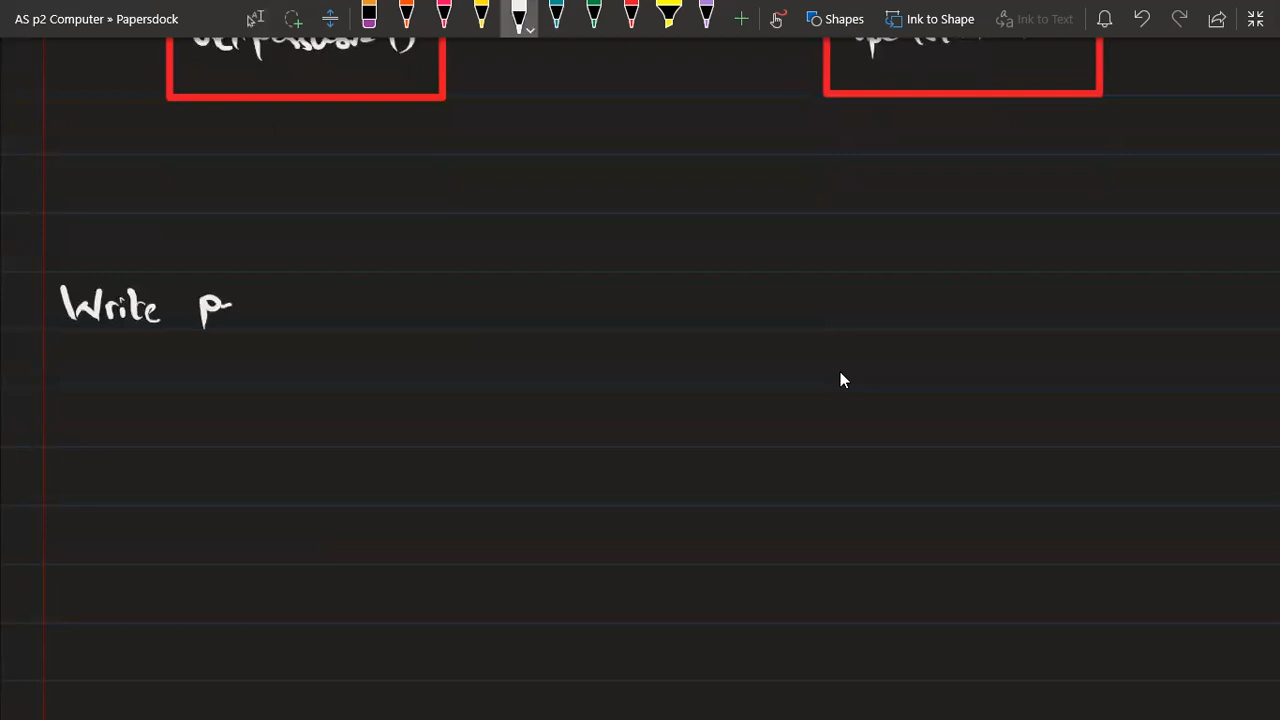 AS p2 Computer » Papersdock
Shapes
Ink to Shape
Ink to Text
Write p